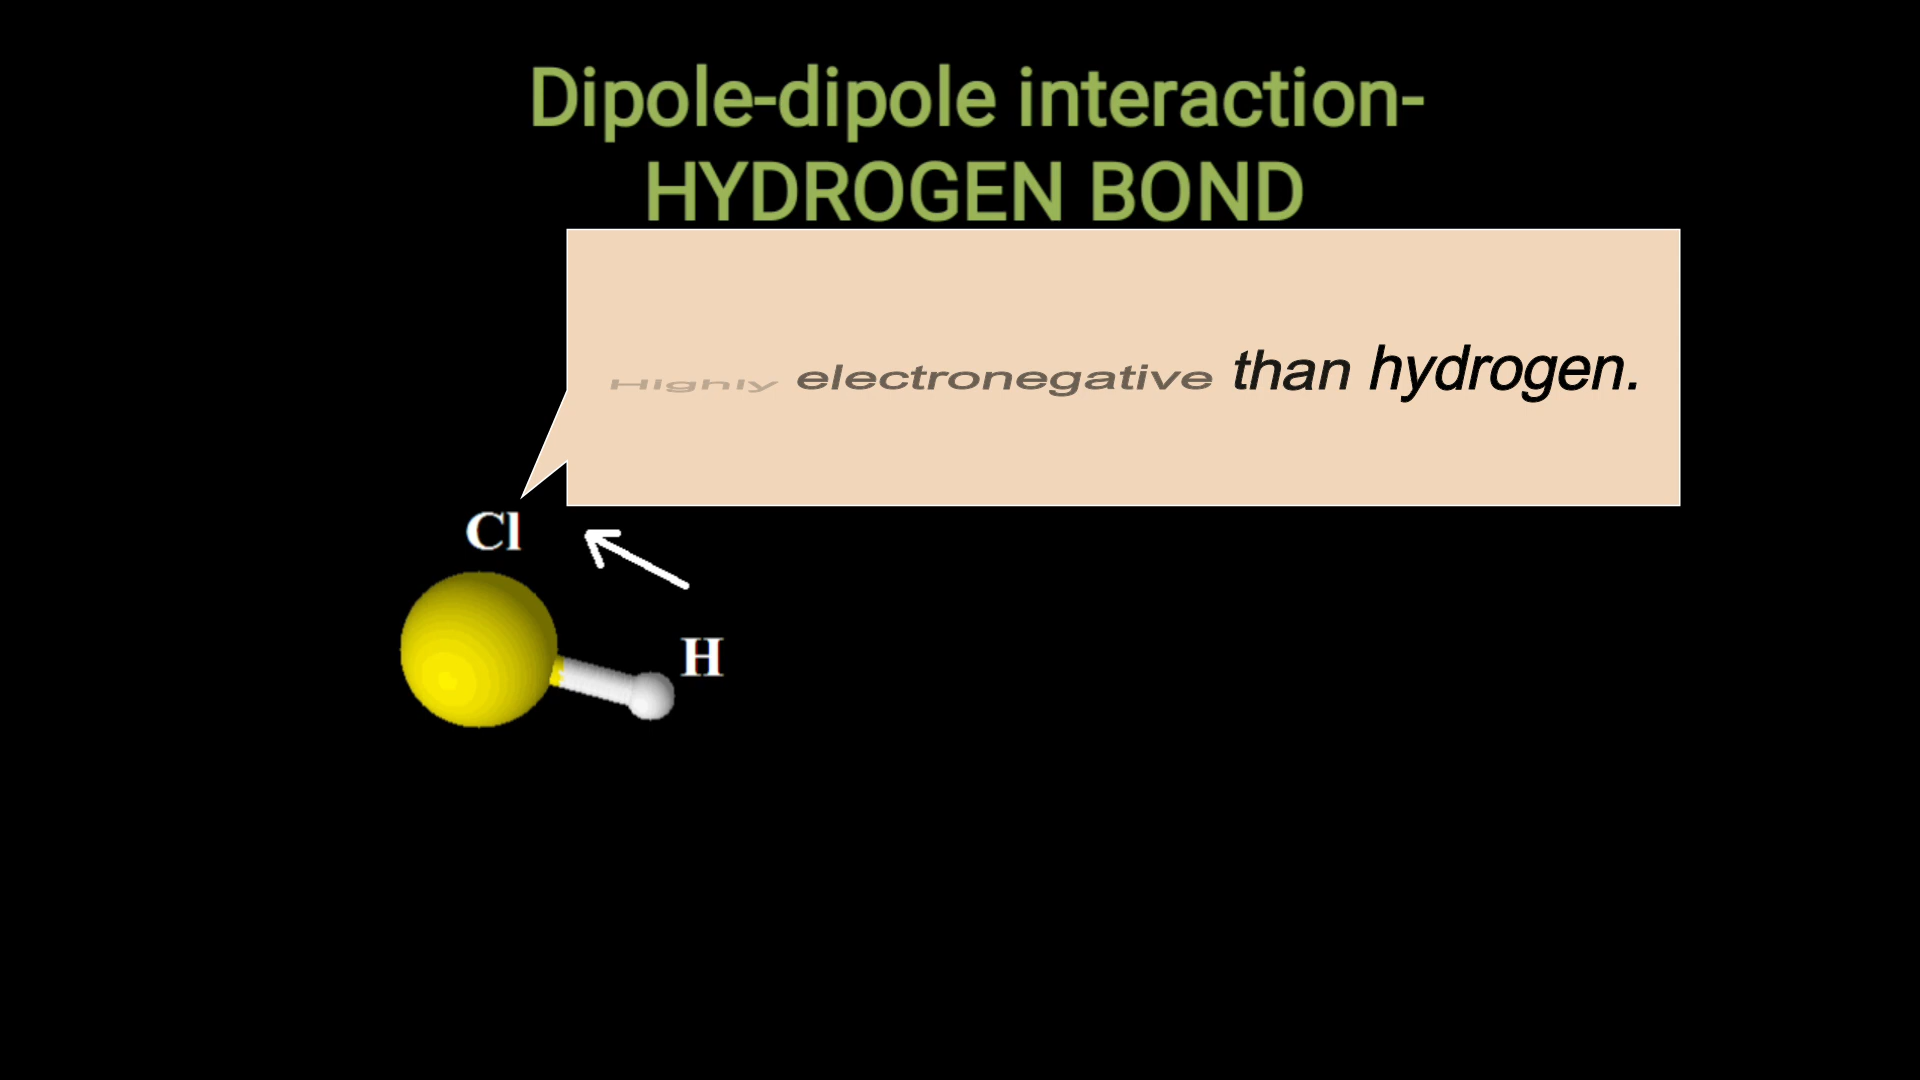 Dipole-dipole interaction-
HYDROGEN BOND
Highly electronegative than hydrogen.
Cl
H